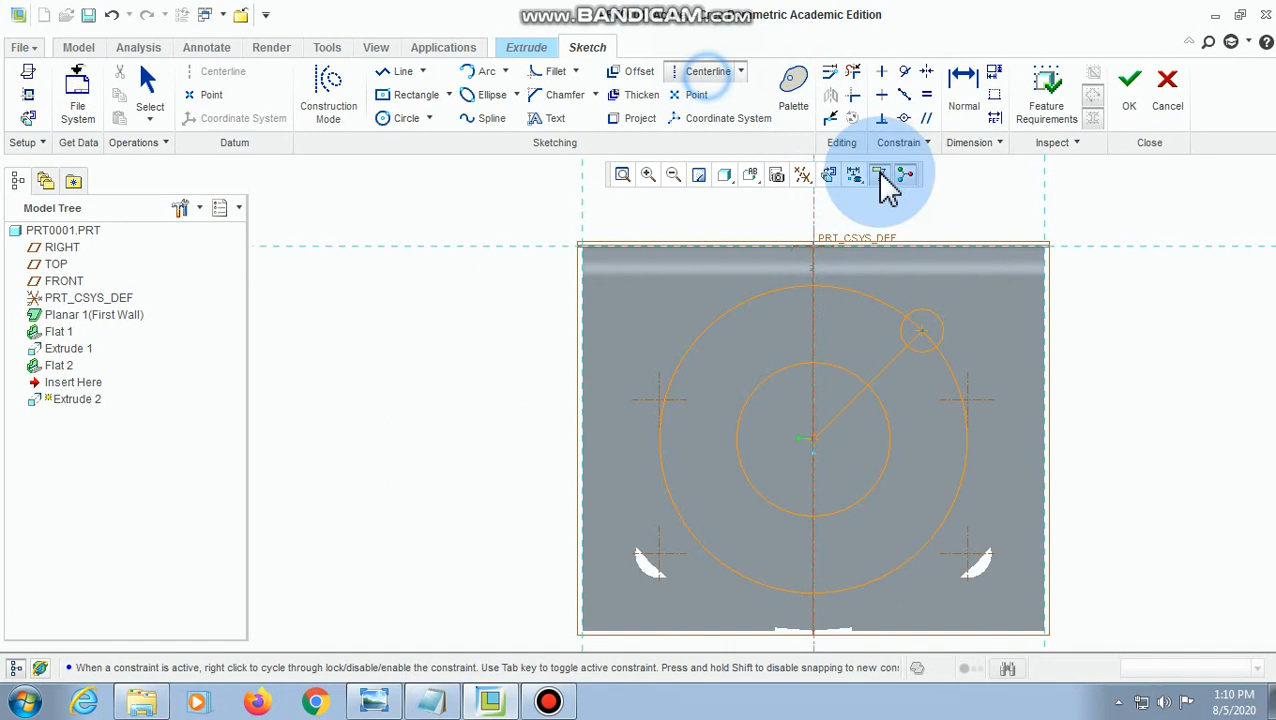 www.BANDICAM.com
Parametric Academic Edition
File
Model
Analysis
Annotate
Render
Tools
View
Applications
Extrude
Sketch
File System
Select
Centerline
Point
Coordinate System
Construction Mode
Line
Rectangle
Circle
Arc
Ellipse
Spline
Fillet
Chamfer
Text
Offset
Thicken
Project
Centerline
Point
Coordinate System
Palette
Normal
Feature Requirements
OK
Cancel
Setup
Get Data
Operations
Datum
Sketching
Editing
Constrain
Dimension
Inspect
Close
Model Tree
PRT0001.PRT
RIGHT
TOP
FRONT
PRT_CSYS_DEF
Planar 1(First Wall)
Flat 1
Extrude 1
Flat 2
Insert Here
Extrude 2
PRT_CSYS_DEF
When a constraint is active, right click to cycle through lock/disable/enable the constraint. Use Tab key to toggle active constraint. Press and hold Shift to disable snapping to new cons
1:10 PM
8/5/2020